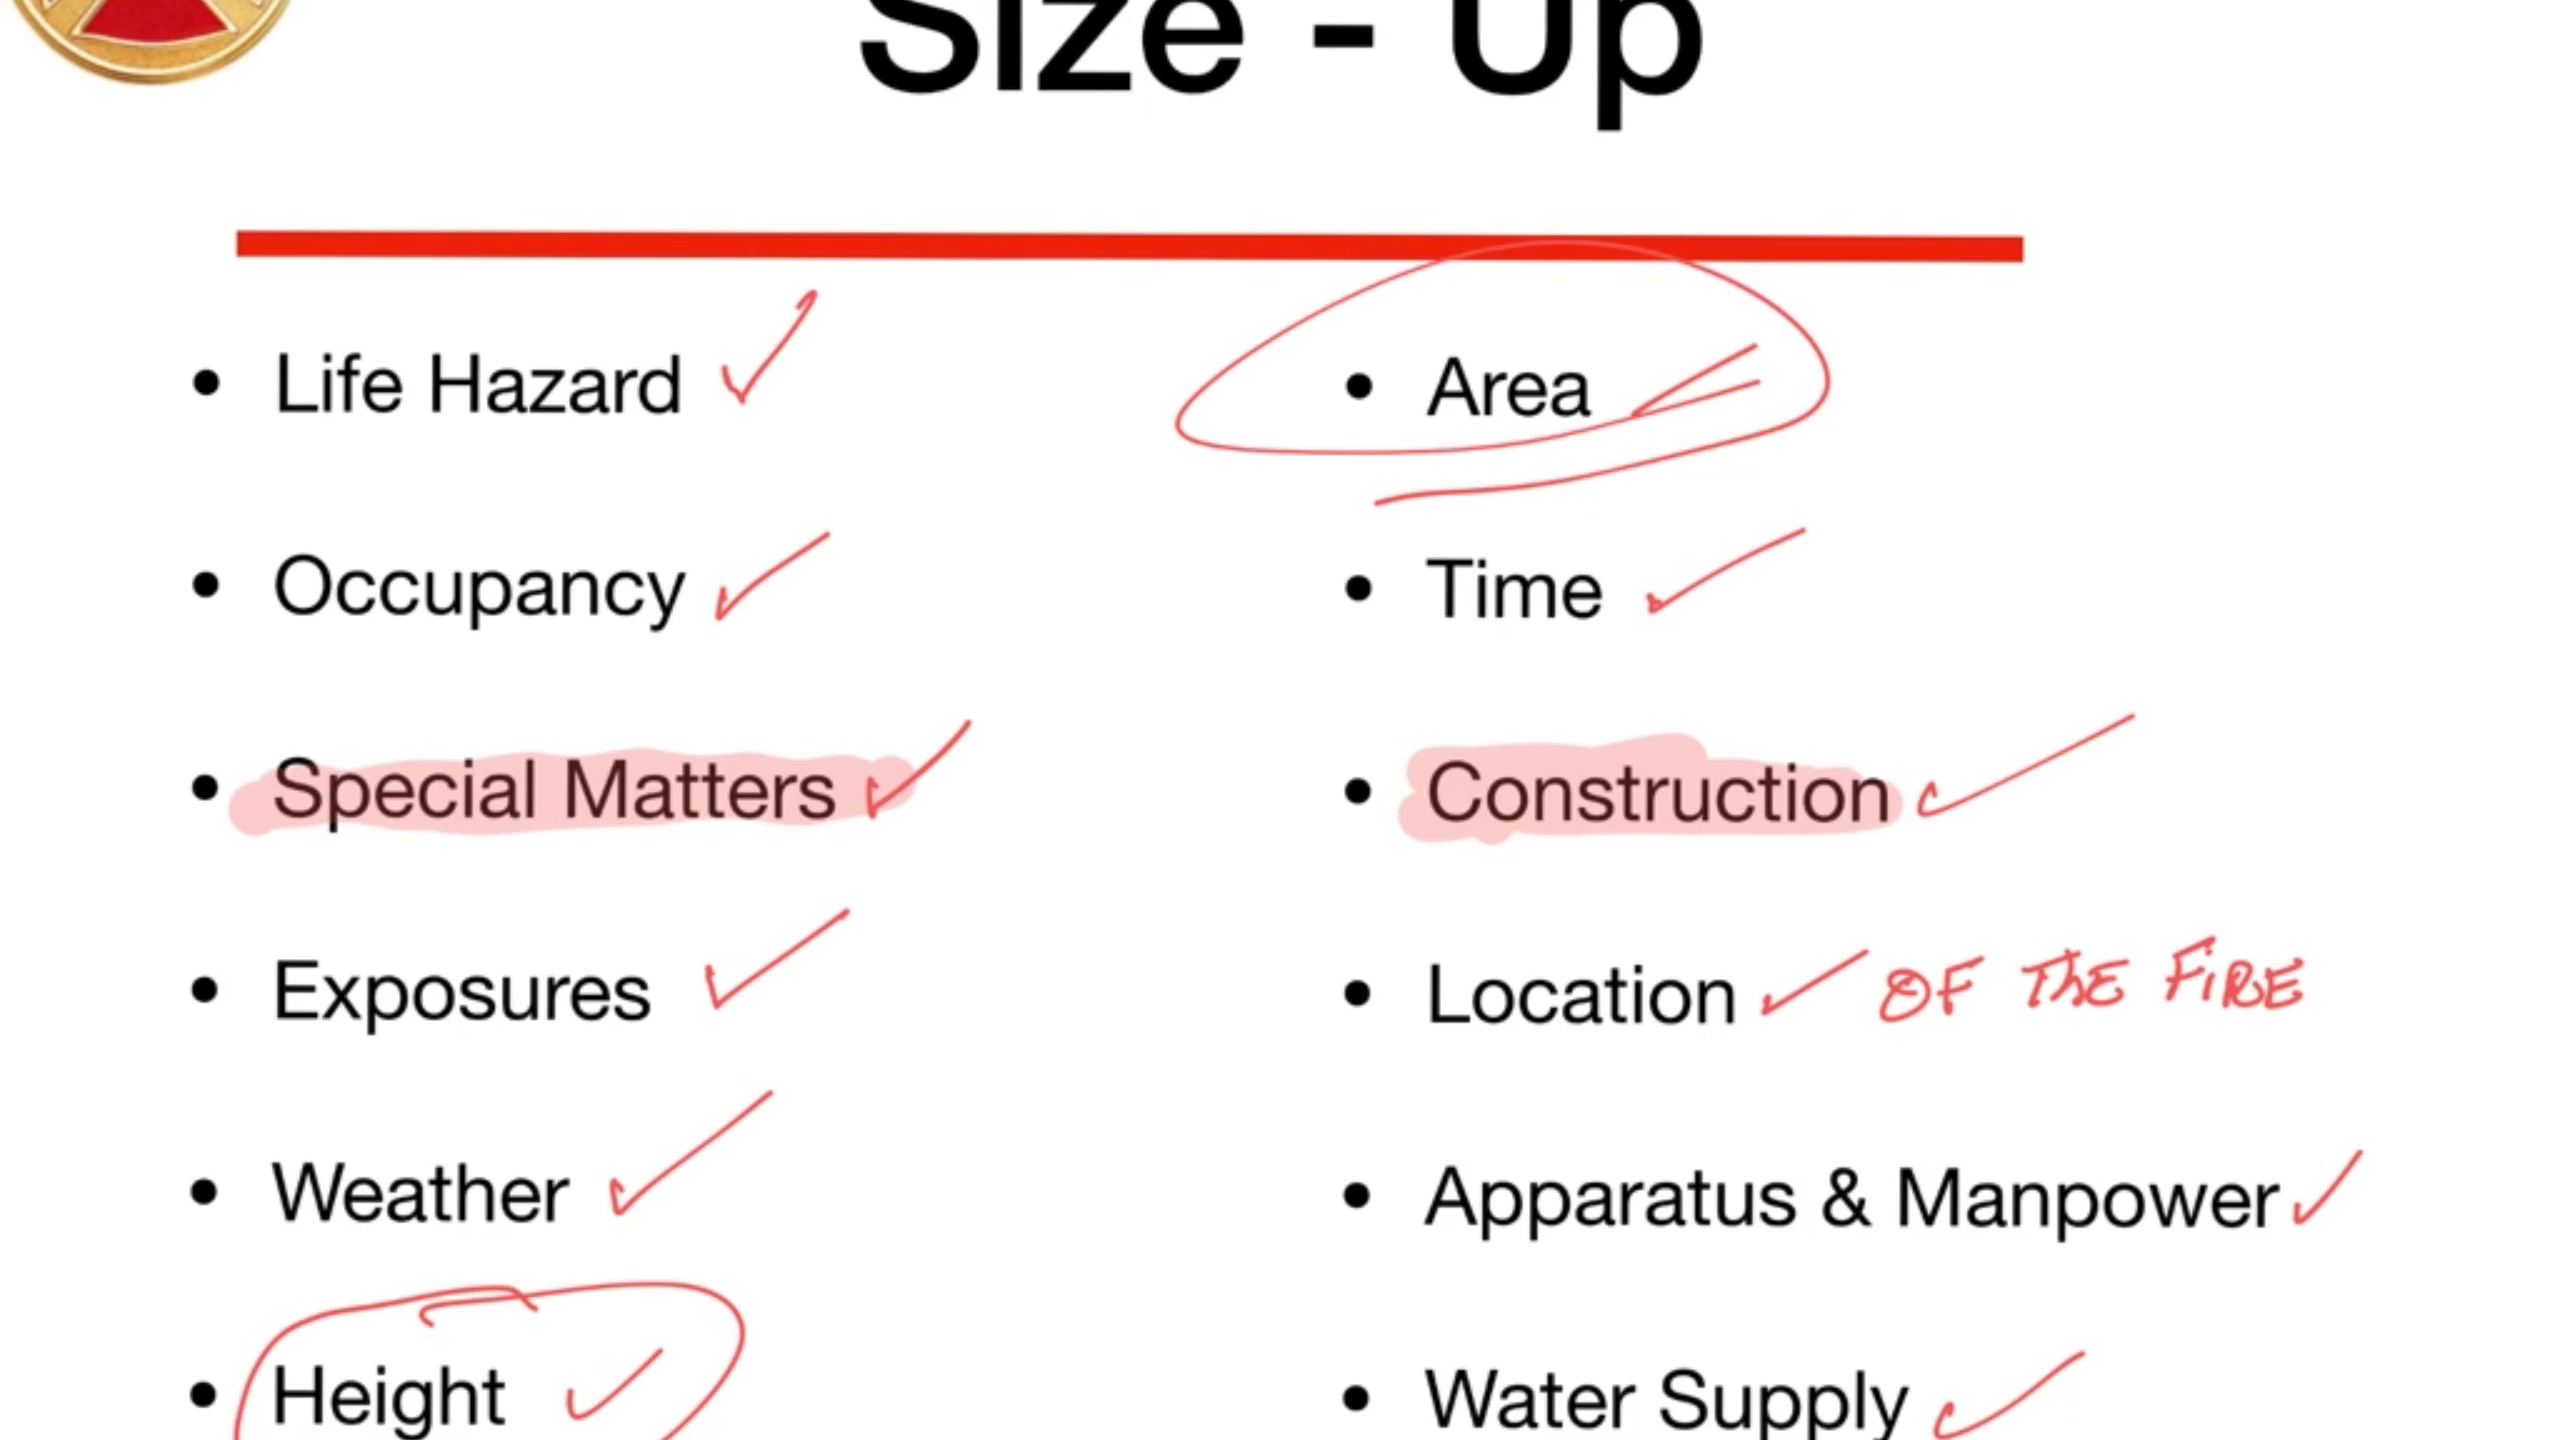 Size - Up
• Life Hazard
• Occupancy
• Special Matters
• Exposures
• Weather
• Height
• Area
• Time
• Construction
• Location OF THE FIRE
• Apparatus & Manpower
• Water Supply